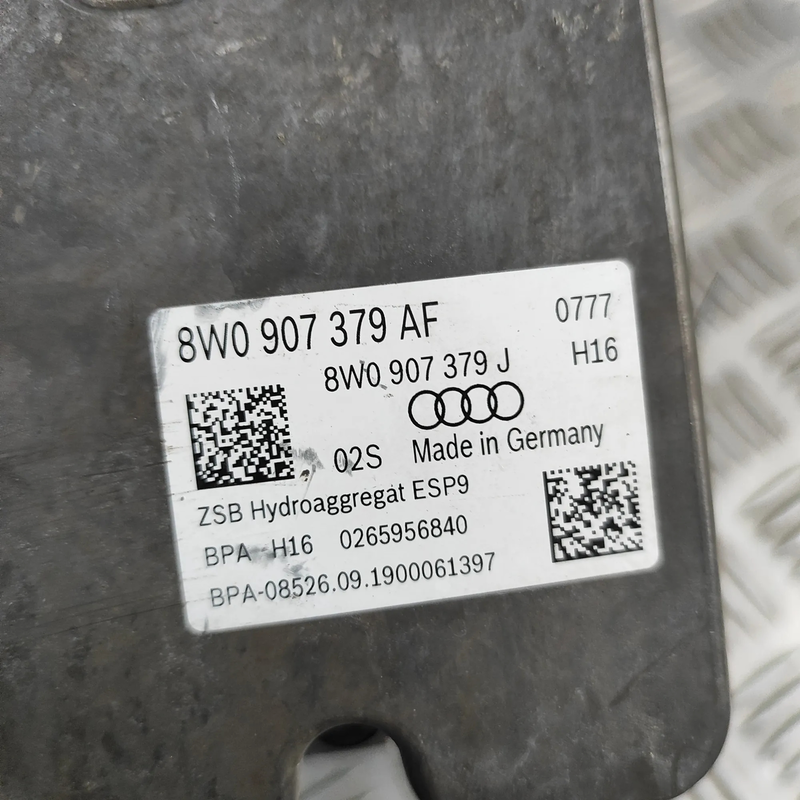 8W0 907 379 AF
0777
8W0 907 379 J
H16
02S
Made in Germany
ZSB Hydroaggregat ESP9
BPA -H16 0265956840
BPA-08526.09.1900061397